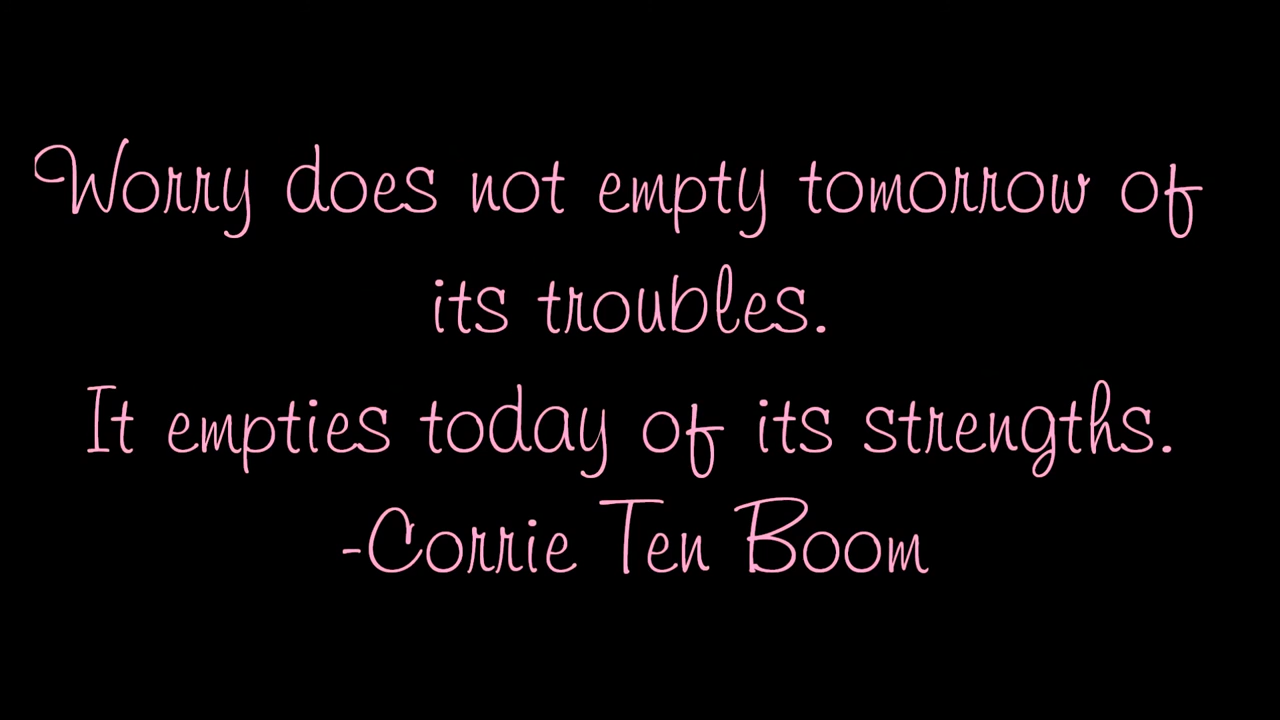 Worry does not empty tomorrow of
its troubles.
It empties today of its strengths.
-Corrie Ten Boom